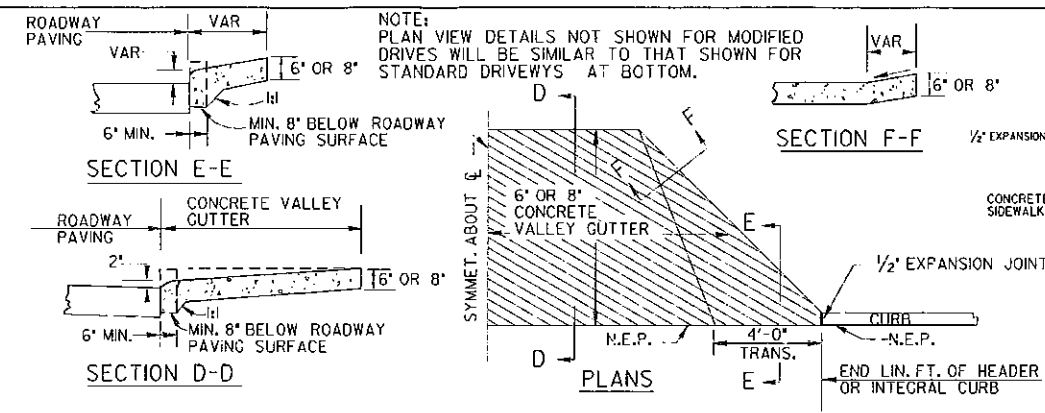 ROADWAY
PAVING
VAR
VAR
6" OR 8"
1:1
6" MIN.
MIN. 8" BELOW ROADWAY
PAVING SURFACE
SECTION E-E
NOTE:
PLAN VIEW DETAILS NOT SHOWN FOR MODIFIED
DRIVES WILL BE SIMILAR TO THAT SHOWN FOR
STANDARD DRIVEWYS AT BOTTOM.
VAR
6" OR 8"
SECTION F-F
1/2" EXPANSION
CONCRETE
SIDEWALK
ROADWAY
PAVING
CONCRETE VALLEY
GUTTER
2"
6" OR 8"
1:1
6" MIN.
MIN. 8" BELOW ROADWAY
PAVING SURFACE
SECTION D-D
D
F
F
SYMMET. ABOUT ℄
6" OR 8"
CONCRETE
VALLEY GUTTER
E
1/2" EXPANSION JOINT
CURB
N.E.P.
N.E.P.
4'-0"
TRANS.
D
E
PLANS
END LIN. FT. OF HEADER
OR INTEGRAL CURB